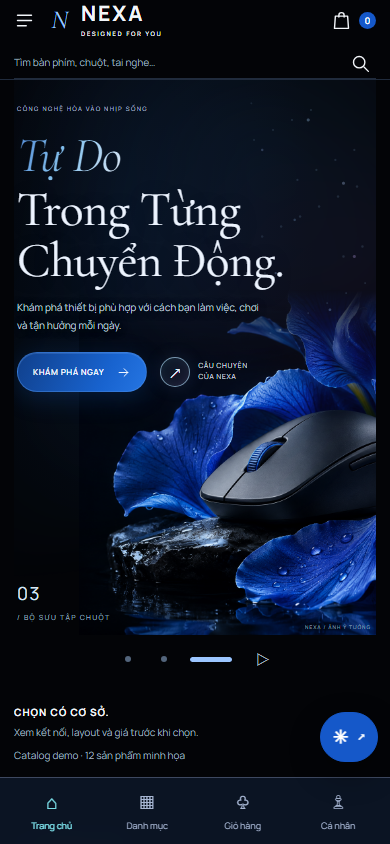 N NEXA
DESIGNED FOR YOU
0
Tìm bàn phím, chuột, tai nghe...
CÔNG NGHỆ HÒA VÀO NHỊP SỐNG
Tự Do
Trong Từng
Chuyển Động.
Khám phá thiết bị phù hợp với cách bạn làm việc, chơi
và tận hưởng mỗi ngày.
KHÁM PHÁ NGAY →
↗ CÂU CHUYỆN
CỦA NEXA
03
/ BỘ SƯU TẬP CHUỘT
NEXA / ẢNH Ý TƯỞNG
CHỌN CÓ CƠ SỞ.
Xem kết nối, layout và giá trước khi chọn.
Catalog demo · 12 sản phẩm minh họa
Trang chủ
Danh mục
Giỏ hàng
Cá nhân